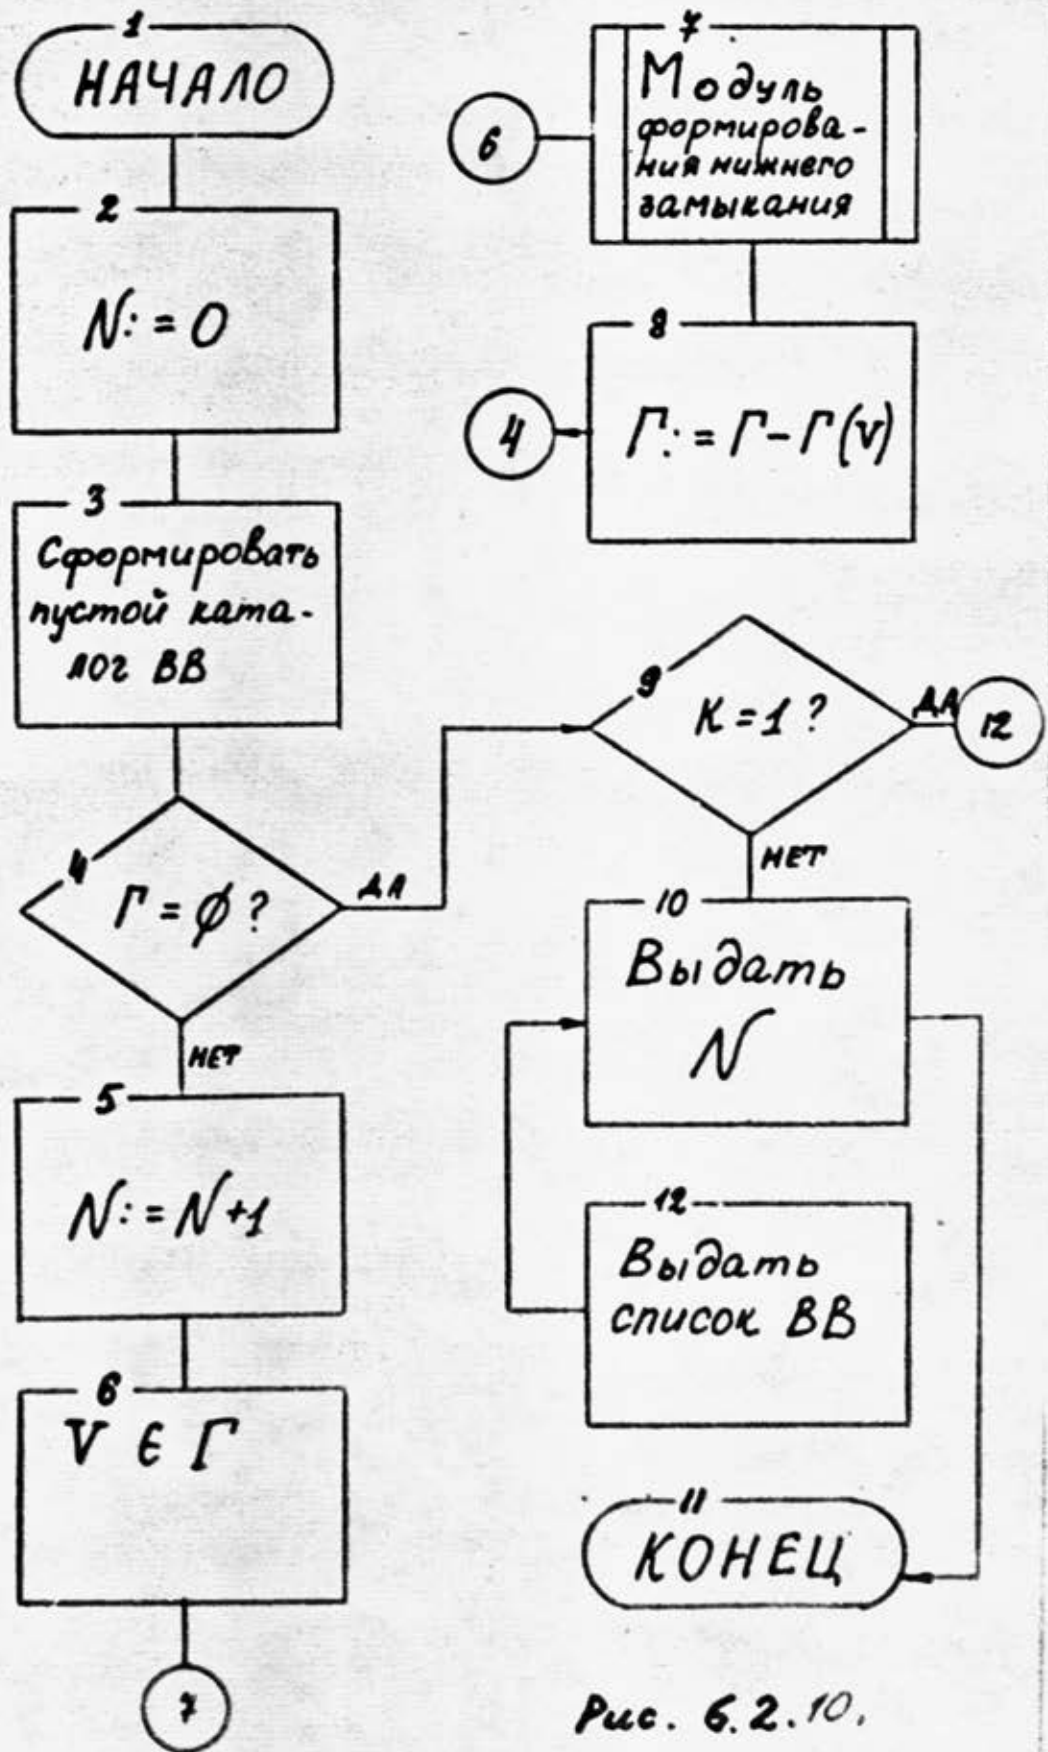 1
НАЧАЛО
2
N: = 0
3
Сформировать
пустой ката-
лог ВВ
4
Г = ∅ ?
ДА
НЕТ
5
N: = N+1
6
V ∈ Г
7
6
7
Модуль
формирова-
ния нижнего
замыкания
8
Г: = Г - Г(v)
4
9
К = 1 ?
ДА
12
НЕТ
10
Выдать
N
12
Выдать
список ВВ
11
КОНЕЦ
Рис. 6.2.10.